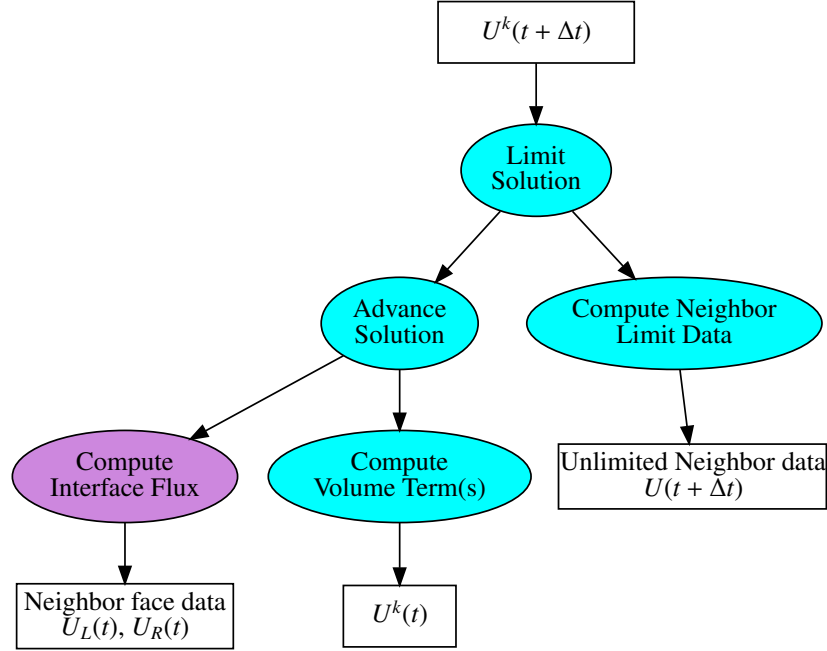 U^k(t + Δt)
Limit
Solution
Advance
Solution
Compute Neighbor
Limit Data
Compute
Interface Flux
Compute
Volume Term(s)
Unlimited Neighbor data
U(t + Δt)
Neighbor face data
U_L(t), U_R(t)
U^k(t)